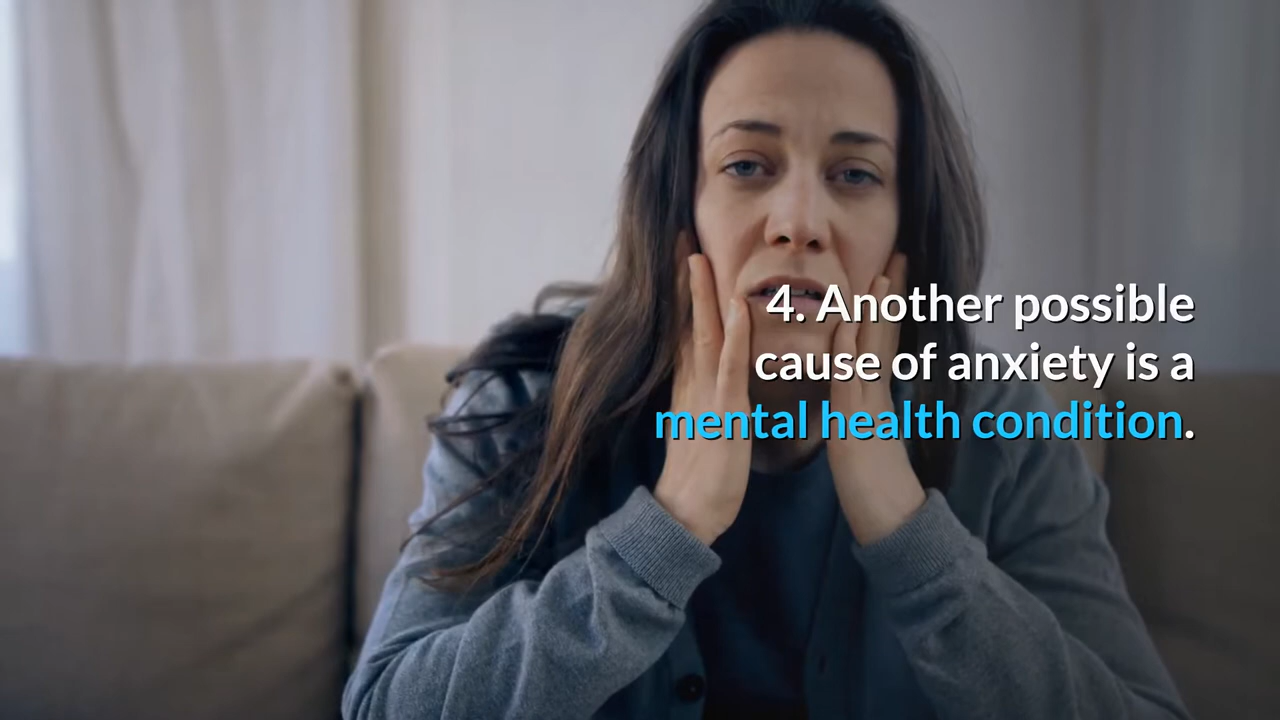 4. Another possible
cause of anxiety is a
mental health condition.